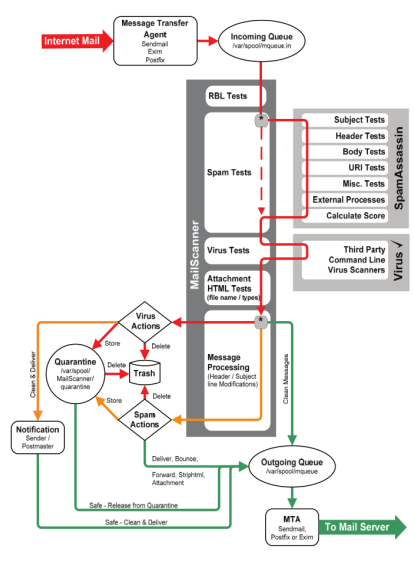 Internet Mail
Message Transfer
Agent
Sendmail
Exim
Postfix
Incoming Queue
/var/spool/mqueue.in
MailScanner
RBL Tests
*
Spam Tests
Subject Tests
Header Tests
Body Tests
URI Tests
Misc. Tests
External Processes
Calculate Score
SpamAssassin
Virus Tests
Third Party
Command Line
Virus Scanners
Virus ✓
Attachment
HTML Tests
(file name / types)
*
Message
Processing
(Header / Subject
line Modifications)
Virus
Actions
Store
Delete
Quarantine
/var/spool/
MailScanner/
quarantine
Delete
Trash
Store
Delete
Spam
Actions
Clean & Deliver
Clean Messages
Notification
Sender /
Postmaster
Deliver, Bounce,
Forward, Striphtml,
Attachment
Outgoing Queue
/var/spool/mqueue
Safe - Release from Quarantine
Safe - Clean & Deliver
MTA
Sendmail,
Postfix or Exim
To Mail Server